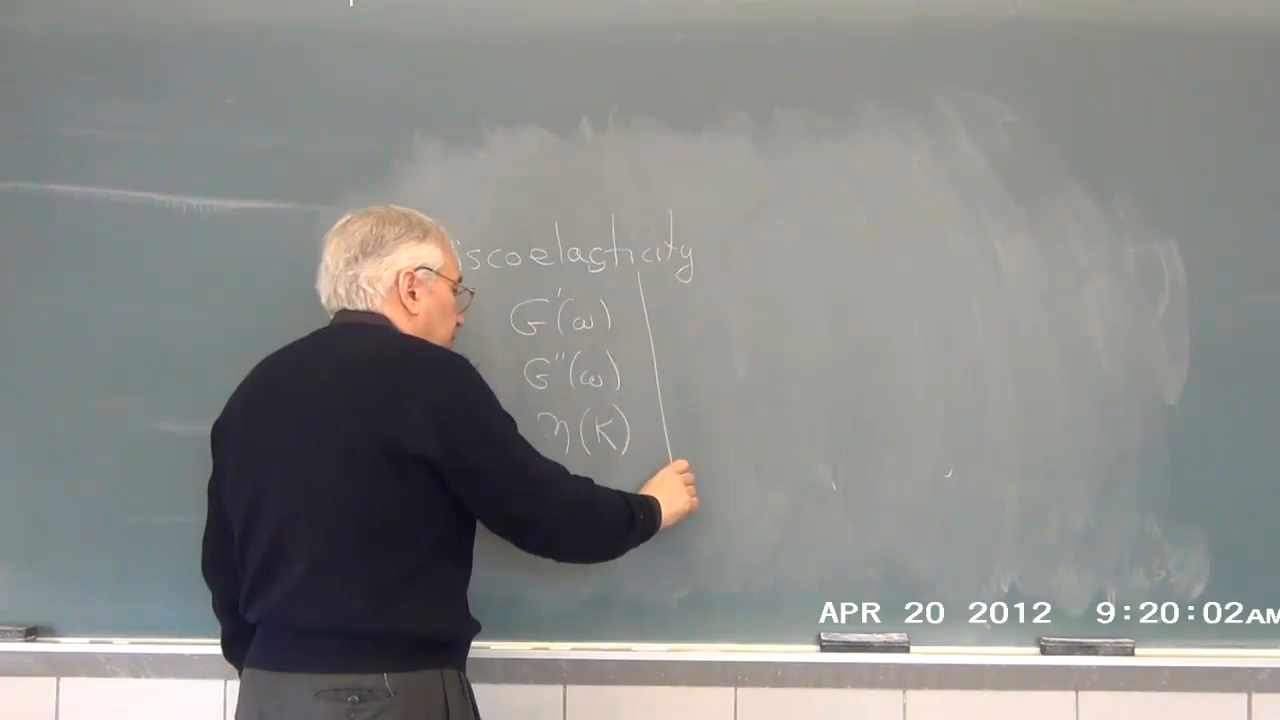 iscoelasticity
G'(ω)
G"(ω)
η(K)
APR 20 2012 9:20:02AM